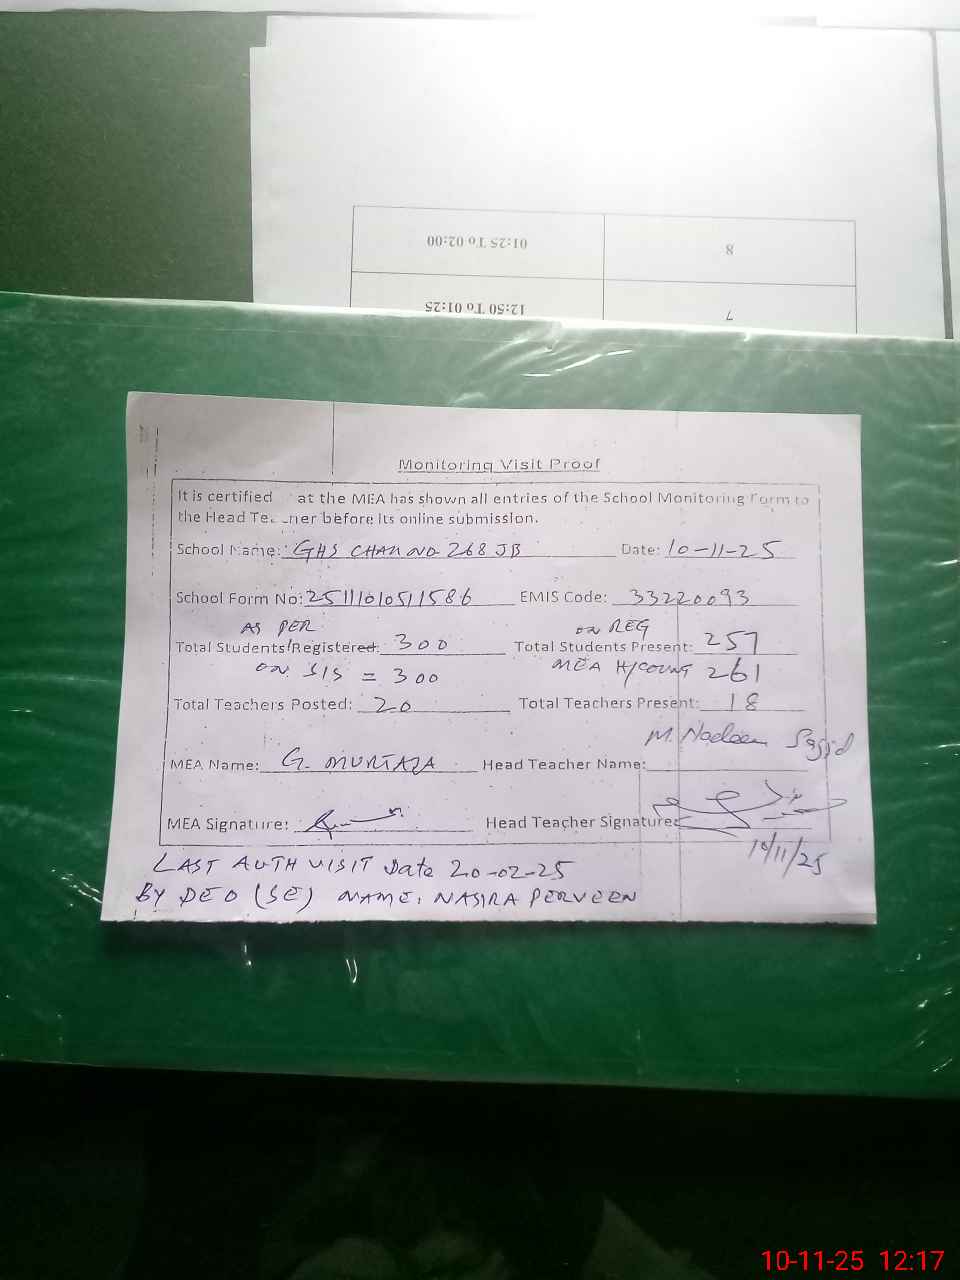 01:25 To 02:00
8
12:50 To 01:25
7
Monitoring Visit Proof
It is certified at the MEA has shown all entries of the School Monitoring Form to
the Head before its online submission.
School Name: GHS CHAK NO 268 JB Date: 10-11-25
School Form No: EMIS Code: 33220093
AS PER ON REG
Total Students Registered: 300 Total Students Present: 257
ON SIS = 300 MEA H/COUNT 261
Total Teachers Posted: 20 Total Teachers Present: 18
M. Nadeem Sajjid
MEA Name: G. MURTAZA Head Teacher Name:
MEA Signature: Head Teacher Signature:
10/11/25
LAST AUTH VISIT Date 20-02-25
BY DEO (SE) NAME: NASIRA PERVEEN
10-11-25 12:17